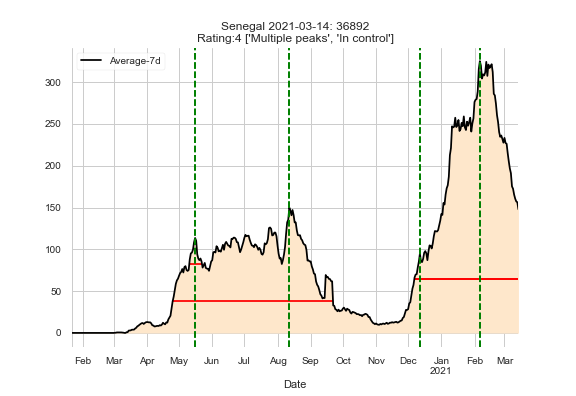 Senegal 2021-03-14: 36892
Rating:4 ['Multiple peaks', 'In control']
Average-7d
300
250
200
150
100
50
0
Feb Mar Apr May Jun Jul Aug Sep Oct Nov Dec Jan Feb Mar
2021
Date